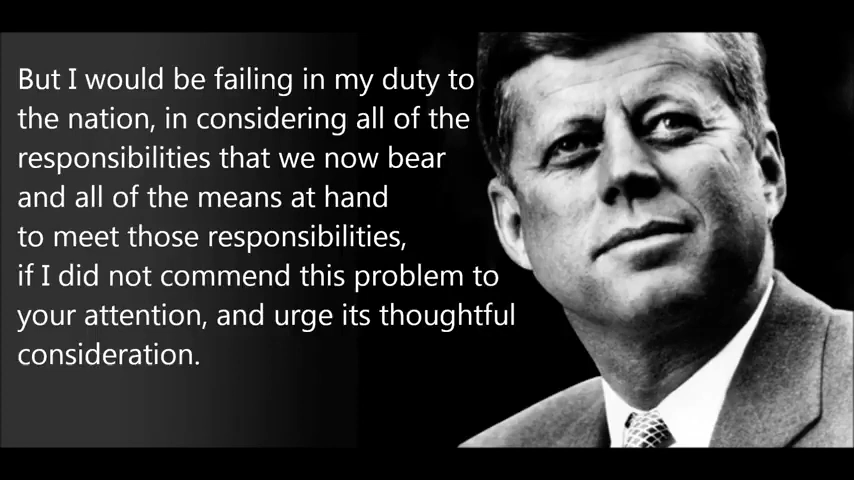 But I would be failing in my duty to
the nation, in considering all of the
responsibilities that we now bear
and all of the means at hand
to meet those responsibilities,
if I did not commend this problem to
your attention, and urge its thoughtful
consideration.